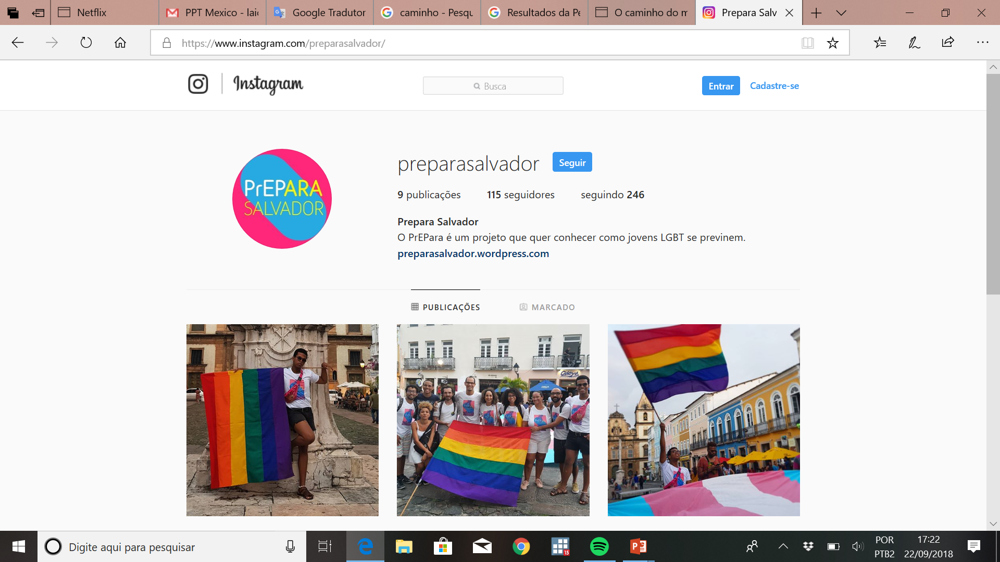 Netflix
PPT Mexico - laic
Google Tradutor
caminho - Pesqu
Resultados da Pe
O caminho do m
Prepara Salv
https://www.instagram.com/preparasalvador/
Instagram
Busca
Entrar
Cadastre-se
PrEPARA
SALVADOR
preparasalvador
Seguir
9 publicações
115 seguidores
seguindo 246
Prepara Salvador
O PrEPara é um projeto que quer conhecer como jovens LGBT se previnem.
preparasalvador.wordpress.com
PUBLICAÇÕES
MARCADO
Odoyá
Digite aqui para pesquisar
15
POR
PTB2
17:22
22/09/2018